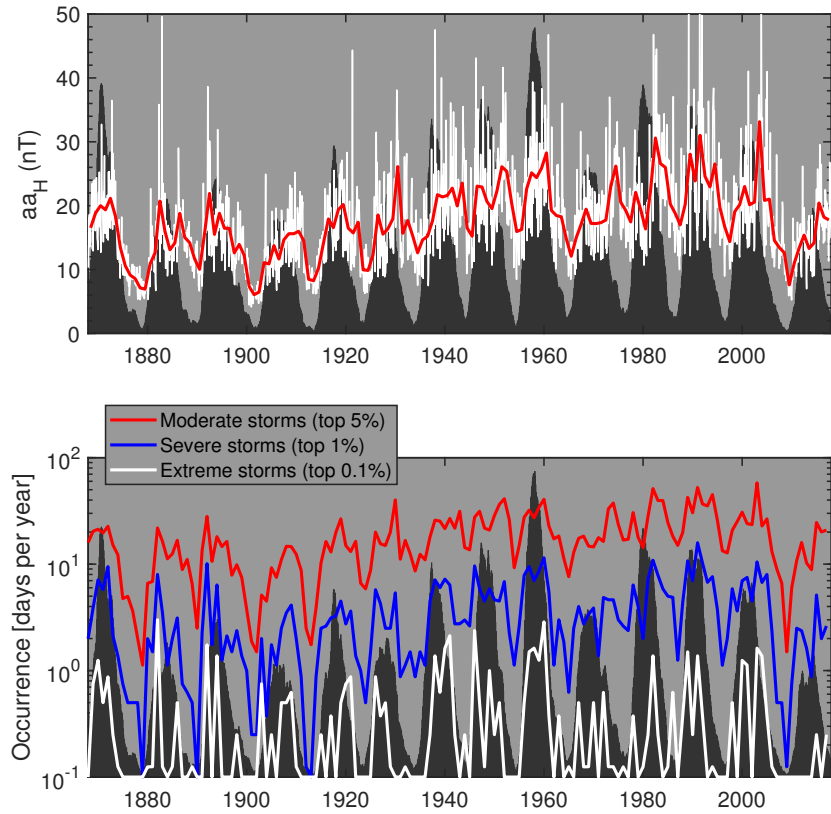 50
40
30
20
10
0
aa_H (nT)
1880 1900 1920 1940 1960 1980 2000
Moderate storms (top 5%)
Severe storms (top 1%)
Extreme storms (top 0.1%)
10^2
10^1
10^0
10^-1
Occurrence [days per year]
1880 1900 1920 1940 1960 1980 2000